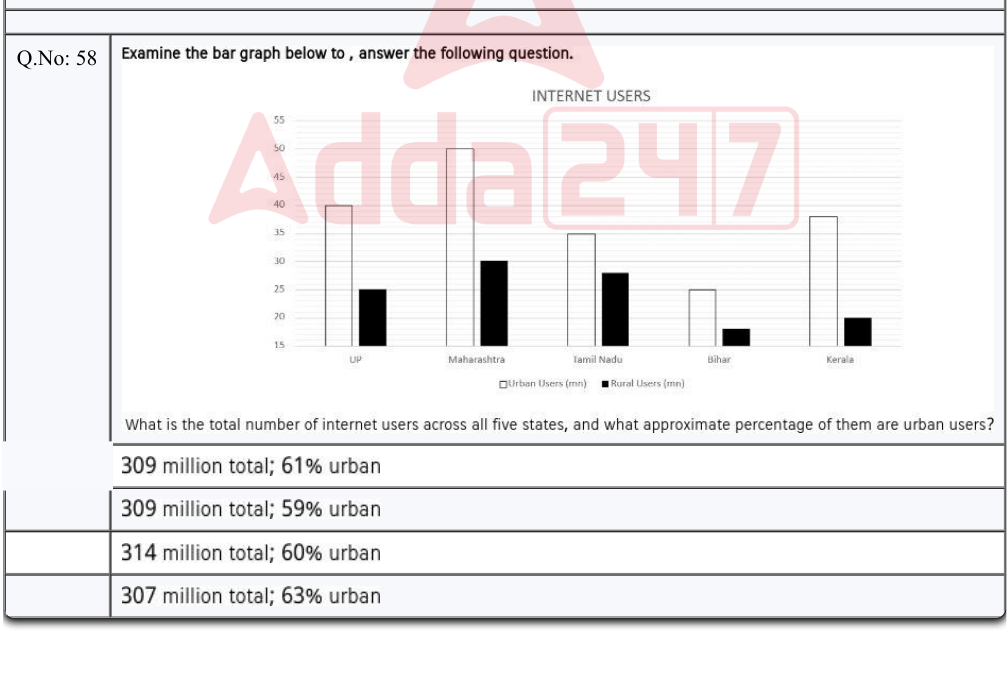 Q.No: 58
Examine the bar graph below to , answer the following question.
INTERNET USERS
Adda247
55
50
45
40
35
30
25
20
15
UP Maharashtra Tamil Nadu Bihar Kerala
Urban Users (mn) Rural Users (mn)
What is the total number of internet users across all five states, and what approximate percentage of them are urban users?
309 million total; 61% urban
309 million total; 59% urban
314 million total; 60% urban
307 million total; 63% urban